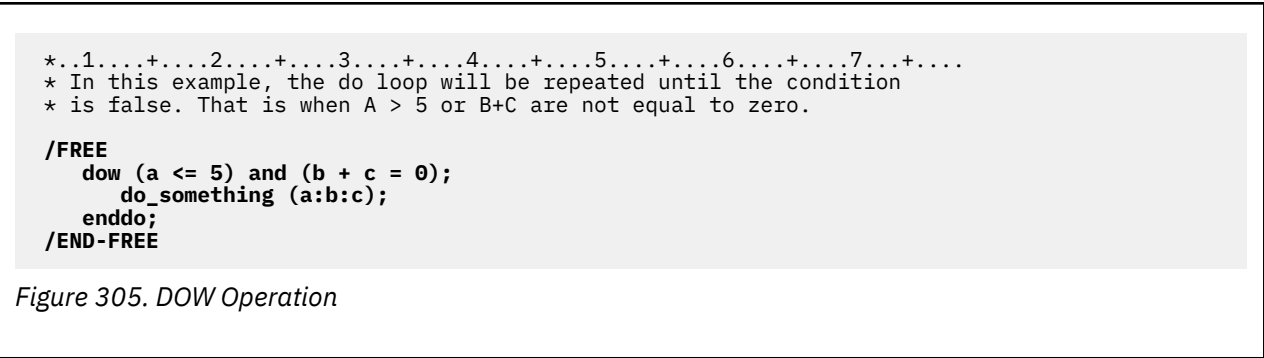 *..1....+....2....+....3....+....4....+....5....+....6....+....7...+....
* In this example, the do loop will be repeated until the condition
* is false. That is when A > 5 or B+C are not equal to zero.
/FREE
dow (a <= 5) and (b + c = 0);
do_something (a:b:c);
enddo;
/END-FREE
Figure 305. DOW Operation